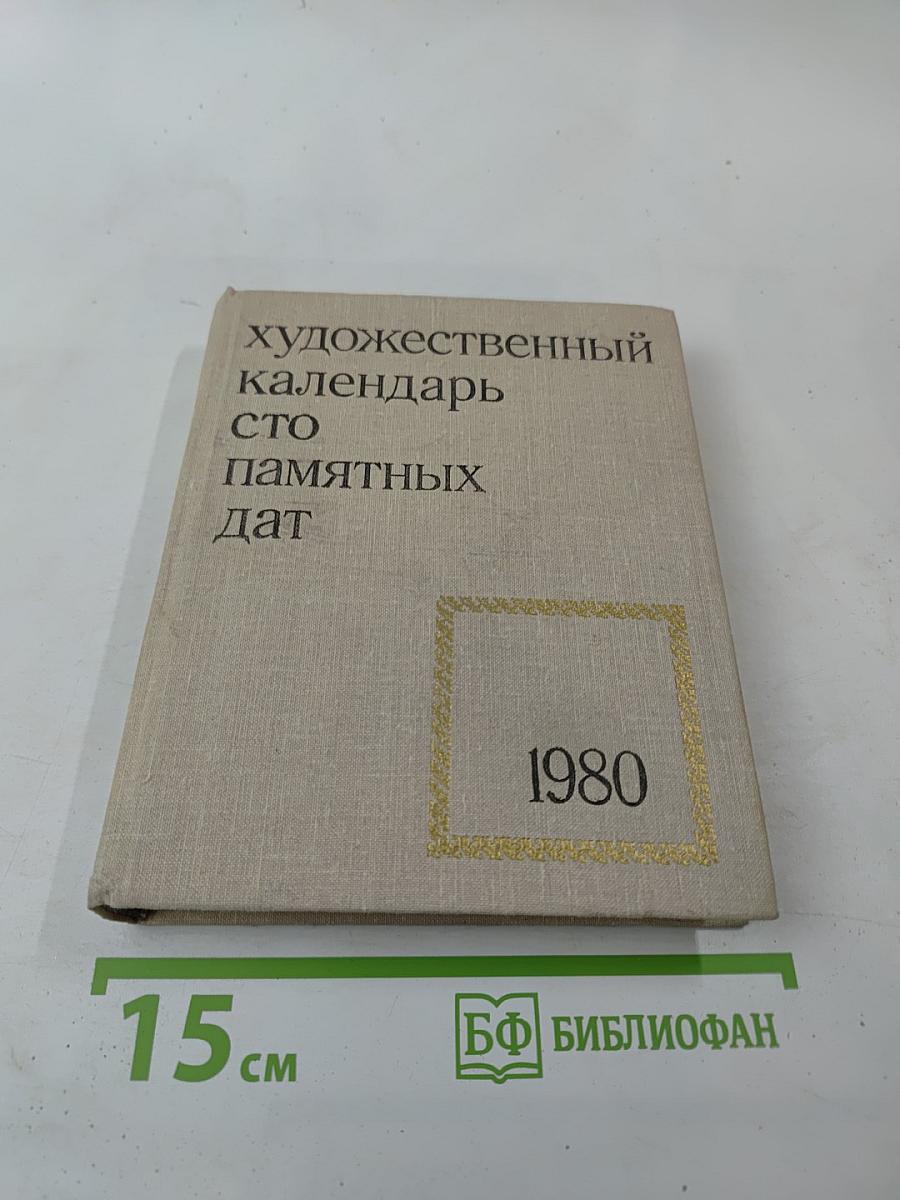 художественный
календарь
сто
памятных
дат
1980
15 см
БФ БИБЛИОФАН